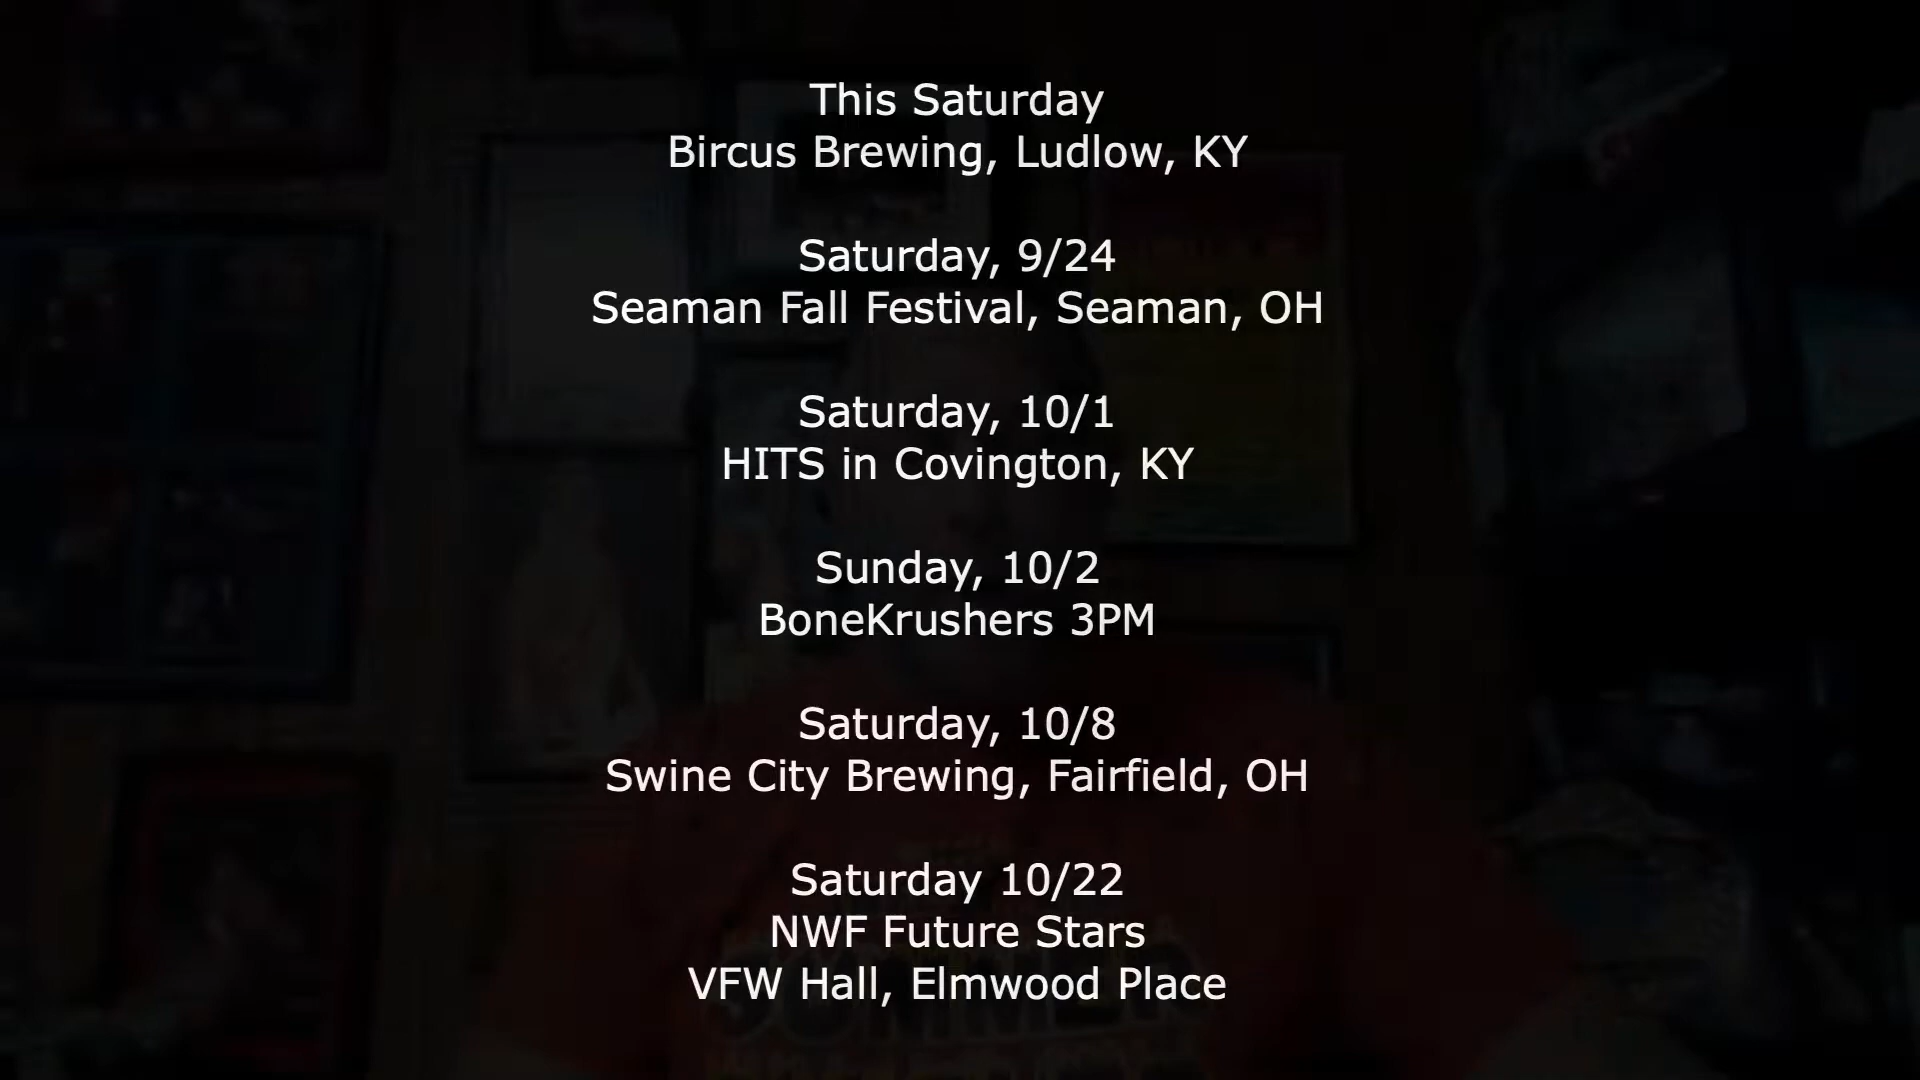 This Saturday
Bircus Brewing, Ludlow, KY
Saturday, 9/24
Seaman Fall Festival, Seaman, OH
Saturday, 10/1
HITS in Covington, KY
Sunday, 10/2
BoneKrushers 3PM
Saturday, 10/8
Swine City Brewing, Fairfield, OH
Saturday 10/22
NWF Future Stars
VFW Hall, Elmwood Place